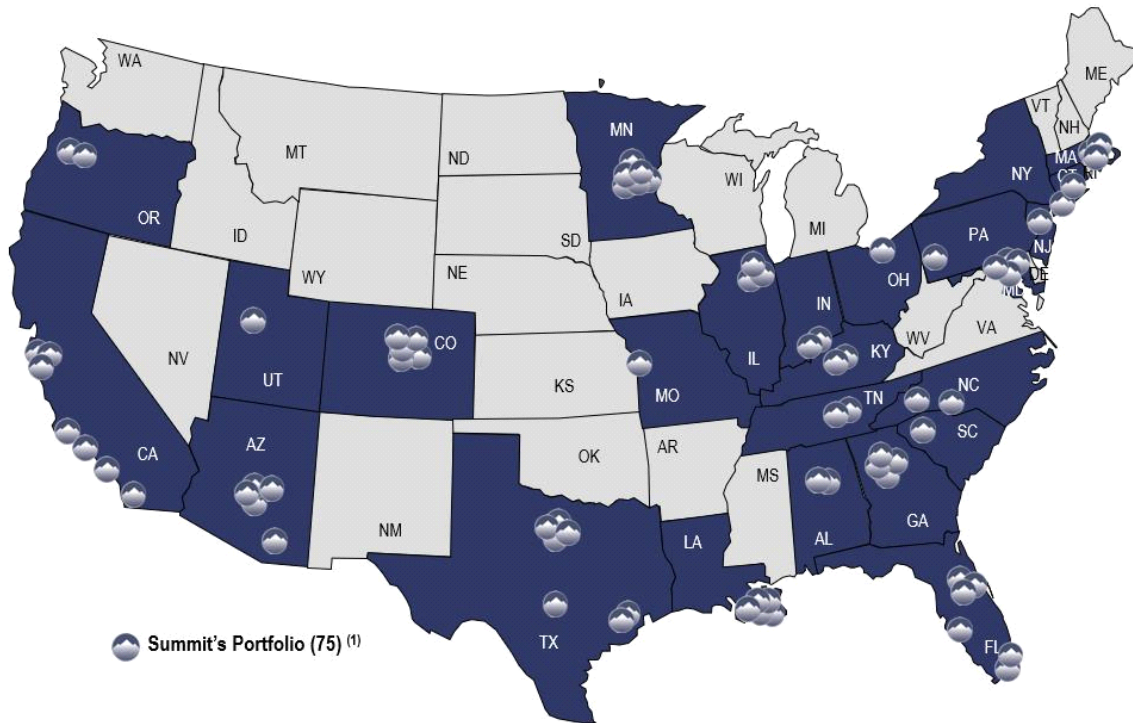 WA
ME
VT
NH
MT
ND
MN
MA
OR
ID
SD
WI
MI
NY
CT
RI
WY
NE
IA
PA
NJ
OH
DE
MD
NV
UT
CO
KS
MO
IL
IN
KY
WV
VA
CA
AZ
NM
OK
AR
TN
NC
SC
MS
AL
GA
TX
LA
FL
Summit's Portfolio (75) (1)